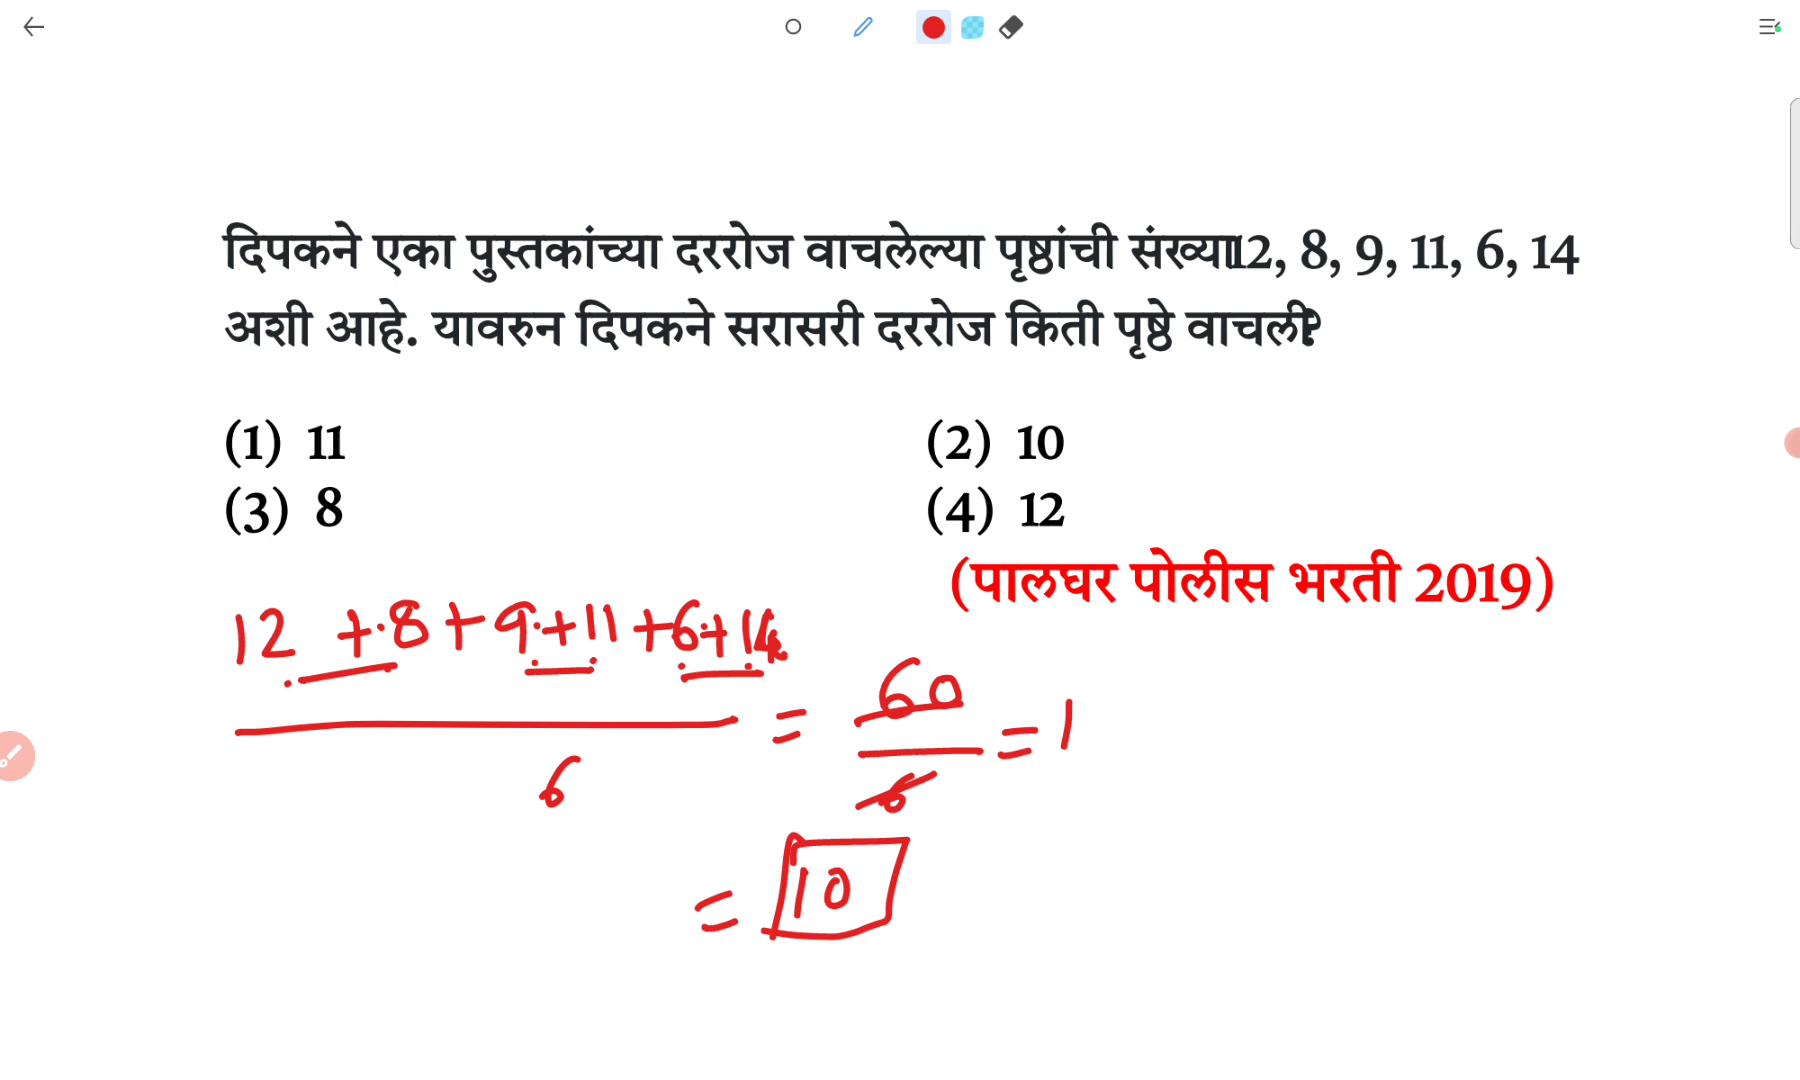 दिपकने एका पुस्तकांच्या दररोज वाचलेल्या पृष्ठांची संख्या12, 8, 9, 11, 6, 14
अशी आहे. यावरुन दिपकने सरासरी दररोज किती पृष्ठे वाचली?
(1) 11 (2) 10
(3) 8 (4) 12
(पालघर पोलीस भरती 2019)
12 + 8 + 9 + 11 + 6 + 14
= 60 = 1
6 6
= 10